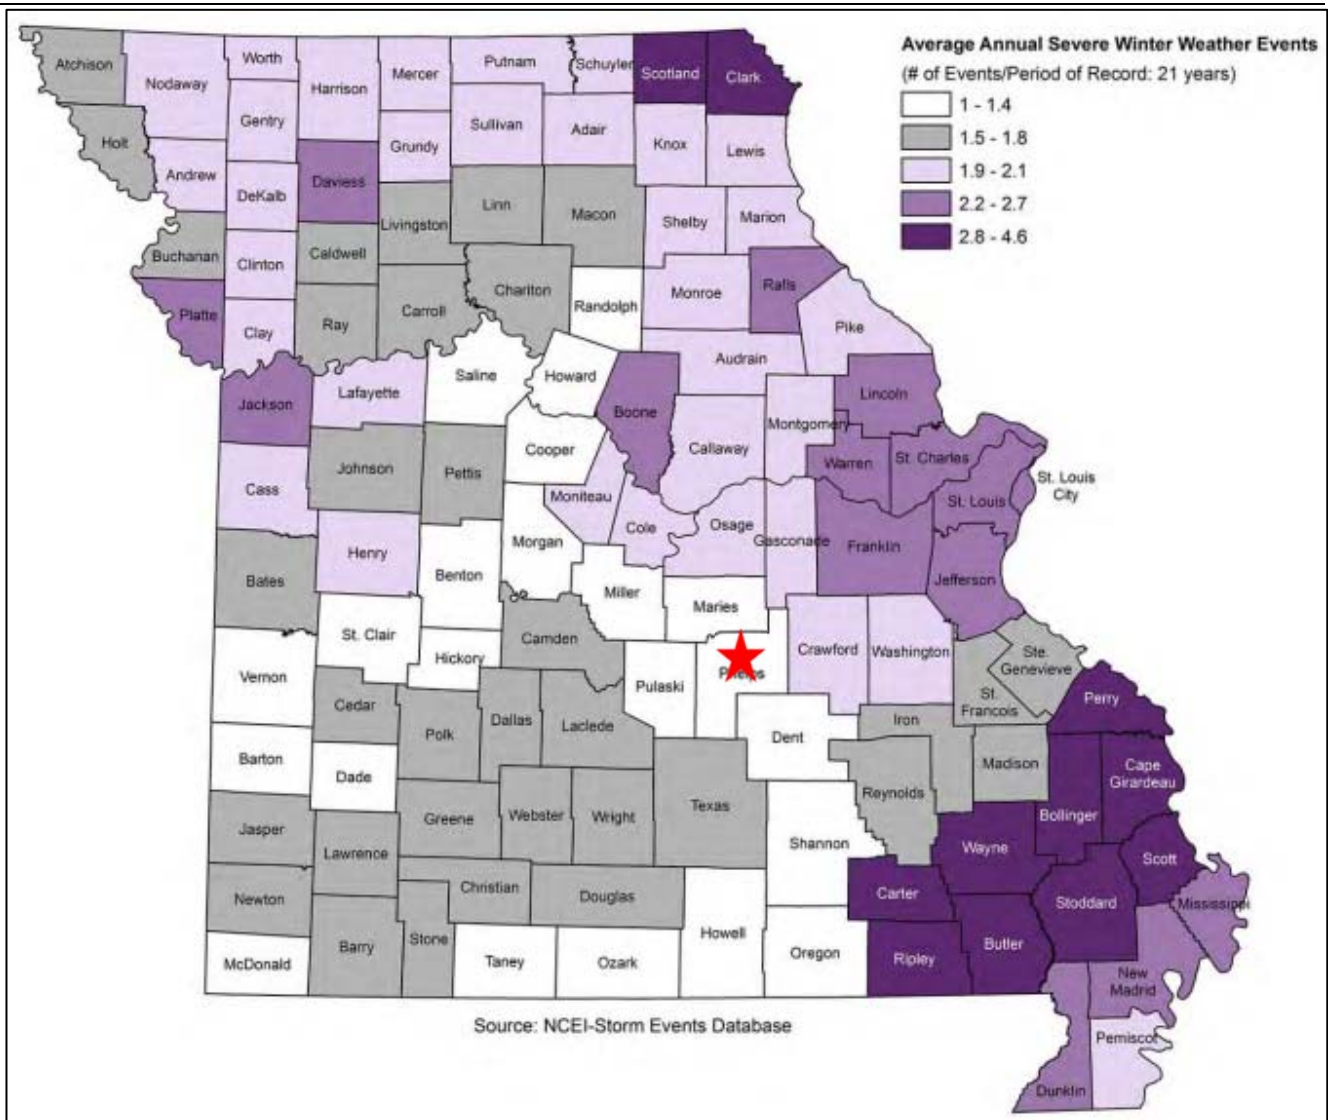 Average Annual Severe Winter Weather Events
(# of Events/Period of Record: 21 years)
1 - 1.4
1.5 - 1.8
1.9 - 2.1
2.2 - 2.7
2.8 - 4.6
Atchison
Nodaway
Worth
Harrison
Mercer
Putnam
Schuyler
Scotland
Clark
Holt
Gentry
Sullivan
Adair
Knox
Lewis
Andrew
DeKalb
Daviess
Grundy
Linn
Macon
Shelby
Marion
Buchanan
Clinton
Caldwell
Livingston
Chariton
Randolph
Monroe
Ralls
Platte
Clay
Ray
Carroll
Pike
Audrain
Jackson
Lafayette
Saline
Howard
Boone
Lincoln
Montgomery
Callaway
Cooper
Warren
St. Charles
St. Louis
St. Louis
City
Cass
Johnson
Pettis
Moniteau
Cole
Osage
Gasconade
Franklin
Jefferson
Henry
Morgan
Bates
Benton
Miller
Maries
St. Clair
Hickory
Camden
Pulaski
Phelps
Crawford
Washington
Ste.
Genevieve
St.
Francois
Vernon
Cedar
Polk
Dallas
Laclede
Dent
Iron
Madison
Perry
Barton
Dade
Greene
Webster
Wright
Texas
Reynolds
Bollinger
Cape
Girardeau
Jasper
Lawrence
Shannon
Wayne
Scott
Newton
Christian
Douglas
Carter
Stoddard
Mississippi
McDonald
Barry
Stone
Taney
Ozark
Howell
Oregon
Ripley
Butler
New
Madrid
Pemiscot
Dunklin
Source: NCEI-Storm Events Database